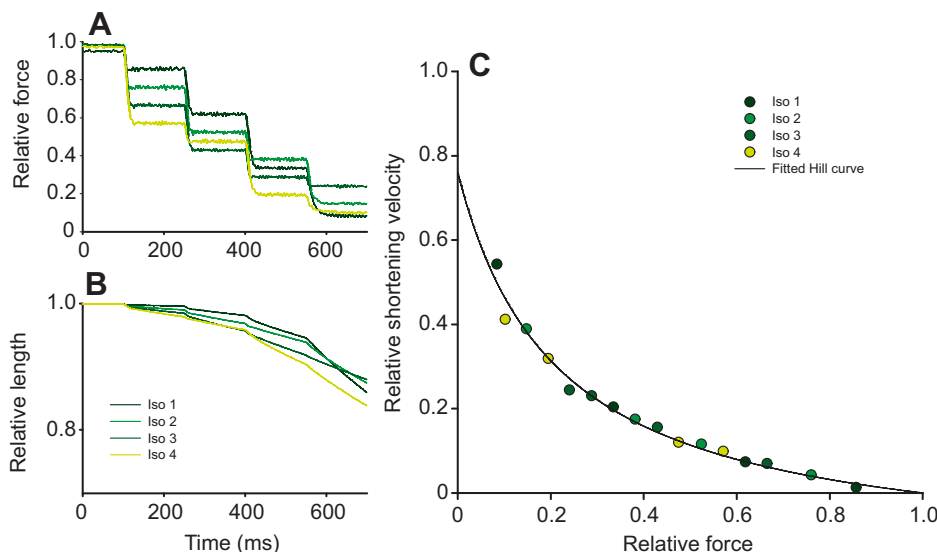 A
Relative force
1.0
0.8
0.6
0.4
0.2
0
0
200
400
600
B
Relative length
1.0
0.8
Iso 1
Iso 2
Iso 3
Iso 4
0
200
400
600
Time (ms)
C
Relative shortening velocity
1.0
0.8
0.6
0.4
0.2
0
Iso 1
Iso 2
Iso 3
Iso 4
Fitted Hill curve
0
0.2
0.4
0.6
0.8
1.0
Relative force